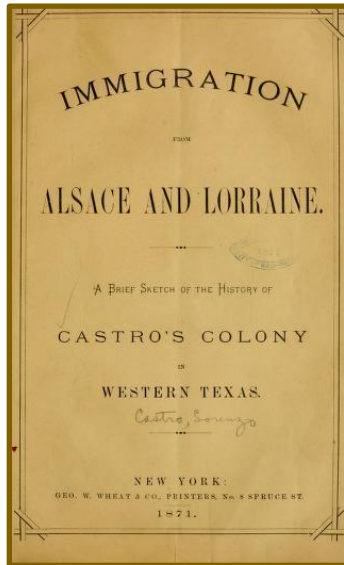 IMMIGRATION
FROM
ALSACE AND LORRAINE.
A BRIEF SKETCH OF THE HISTORY OF
CASTRO'S COLONY
IN
WESTERN TEXAS.
Castro, Lorenzo
NEW YORK:
GEO. W. WHEAT & CO., PRINTERS, No. 8 SPRUCE ST.
1871.